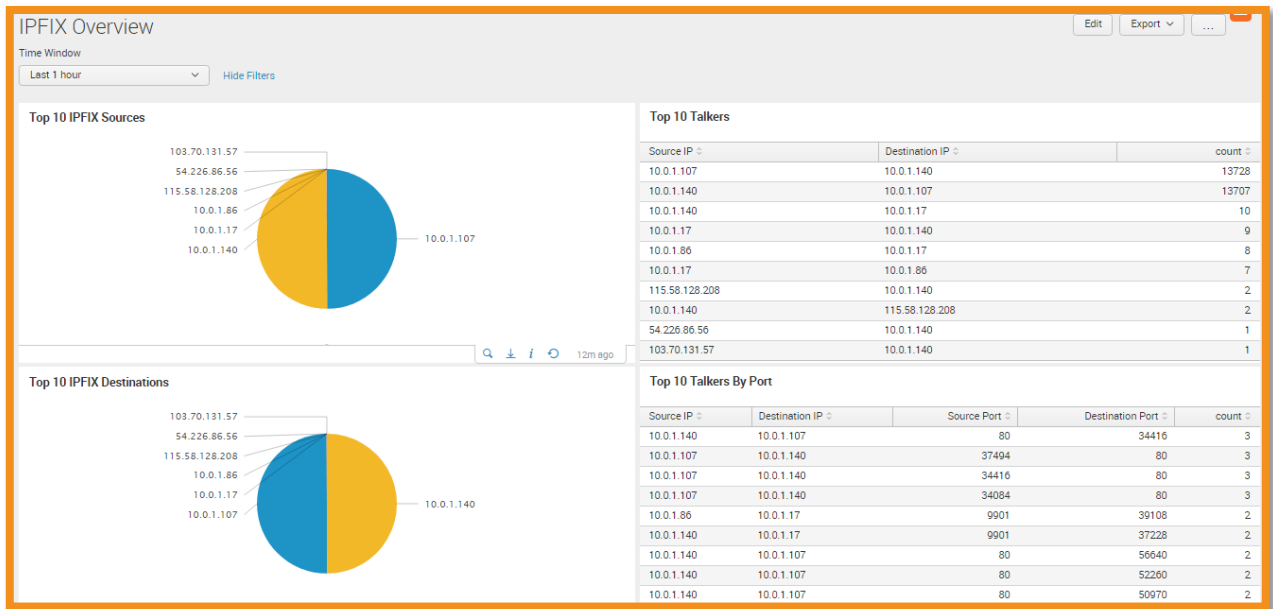 IPFIX Overview
Edit Export ...
Time Window
Last 1 hour Hide Filters
Top 10 IPFIX Sources
103.70.131.57
54.226.86.56
115.58.128.208
10.0.1.86
10.0.1.17
10.0.1.140
10.0.1.107
i 12m ago
Top 10 Talkers
Source IP Destination IP count
10.0.1.107 10.0.1.140 13728
10.0.1.140 10.0.1.107 13707
10.0.1.140 10.0.1.17 10
10.0.1.17 10.0.1.140 9
10.0.1.86 10.0.1.17 8
10.0.1.17 10.0.1.86 7
115.58.128.208 10.0.1.140 2
10.0.1.140 115.58.128.208 2
54.226.86.56 10.0.1.140 1
103.70.131.57 10.0.1.140 1
Top 10 IPFIX Destinations
103.70.131.57
54.226.86.56
115.58.128.208
10.0.1.86
10.0.1.17
10.0.1.107
10.0.1.140
Top 10 Talkers By Port
Source IP Destination IP Source Port Destination Port count
10.0.1.140 10.0.1.107 80 34416 3
10.0.1.107 10.0.1.140 37494 80 3
10.0.1.107 10.0.1.140 34416 80 3
10.0.1.107 10.0.1.140 34084 80 3
10.0.1.86 10.0.1.17 9901 39108 2
10.0.1.140 10.0.1.17 9901 37228 2
10.0.1.140 10.0.1.107 80 56640 2
10.0.1.140 10.0.1.107 80 52260 2
10.0.1.140 10.0.1.107 80 50970 2